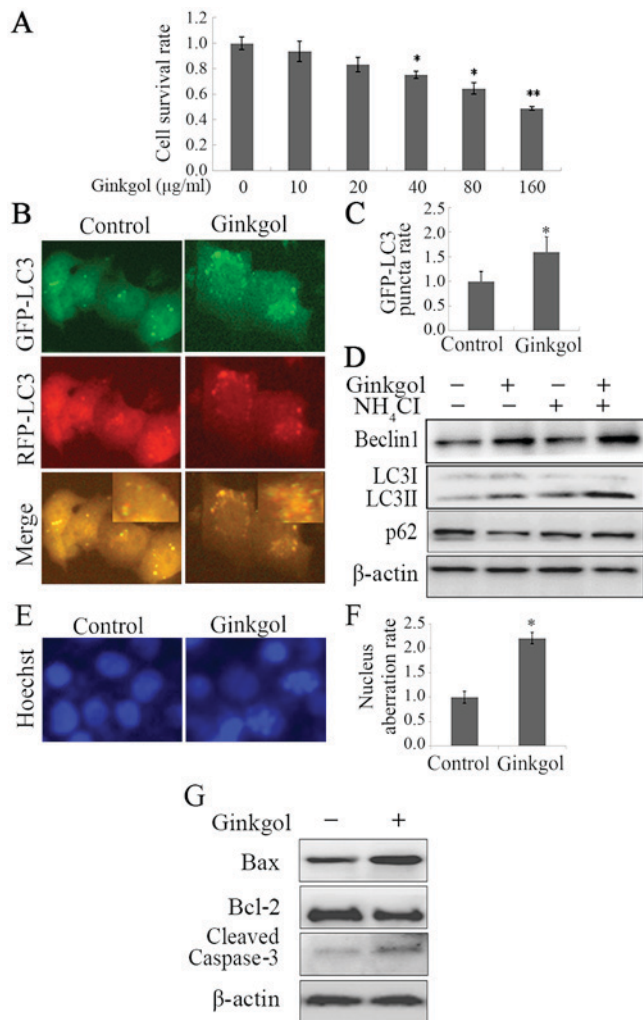 A
Cell survival rate
1.2
1.0
0.8
0.6
0.4
0.2
0.0
* * **
Ginkgol (μg/ml) 0 10 20 40 80 160
B
Control Ginkgol
GFP-LC3
RFP-LC3
Merge
C
GFP-LC3
puncta rate
2.5
2.0
1.5
1.0
0.5
0.0
*
Control Ginkgol
D
Ginkgol − + − +
NH4Cl − − + +
Beclin1
LC3I
LC3II
p62
β-actin
E
Control Ginkgol
Hoechst
F
Nucleus
aberration rate
2.5
2.0
1.5
1.0
0.5
0.0
*
Control Ginkgol
G
Ginkgol − +
Bax
Bcl-2
Cleaved
Caspase-3
β-actin